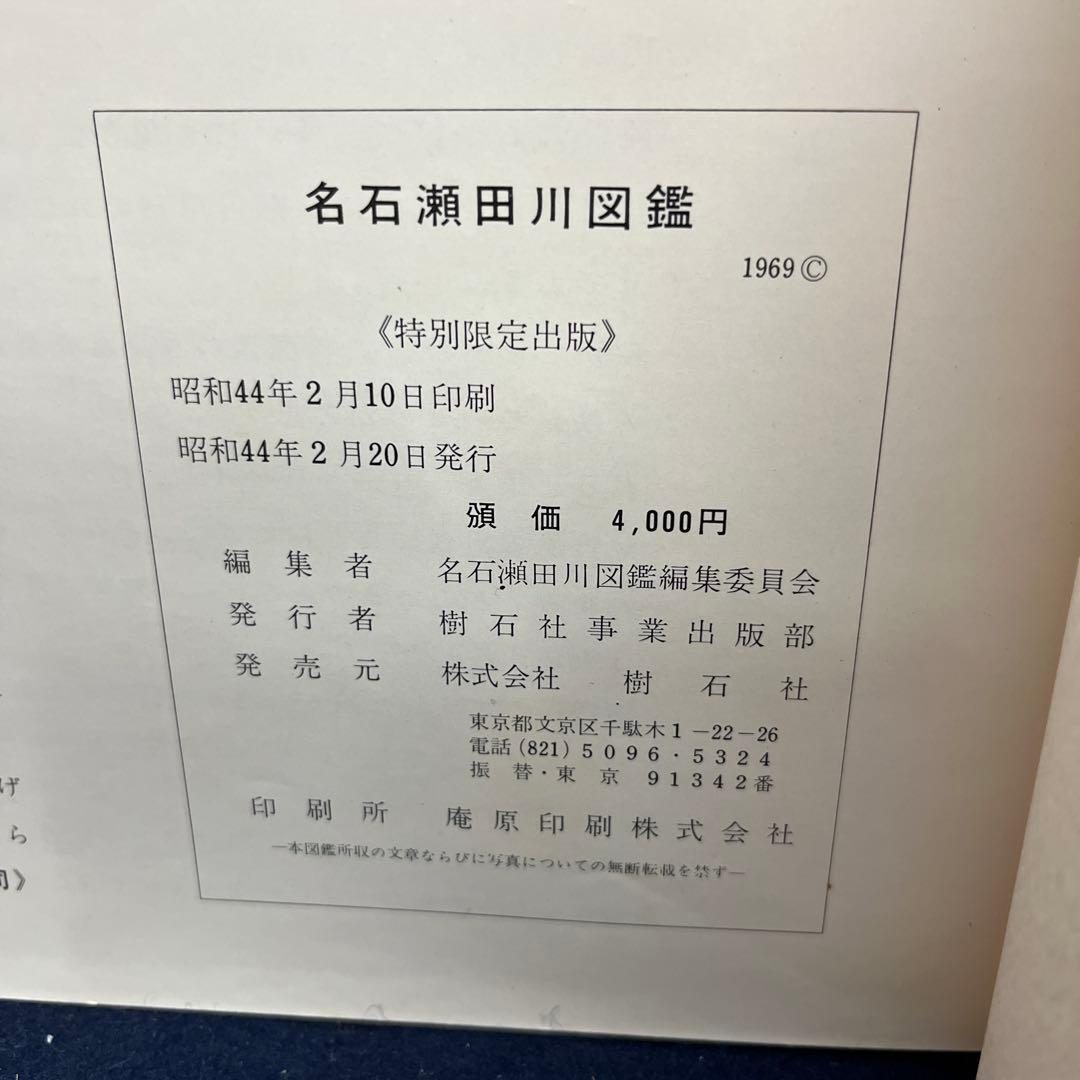 名石瀬田川図鑑
1969©
《特別限定出版》
昭和44年2月10日印刷
昭和44年2月20日発行
頒価 4,000円
編集者 名石瀬田川図鑑編集委員会
発行者 樹石社事業出版部
発売元 株式会社 樹石社
東京都文京区千駄木1-22-26
電話(821)5096・5324
振替・東京 91342番
印刷所 庵原印刷株式会社
—本図鑑所収の文章ならびに写真についての無断転載を禁ず—
げ
ら